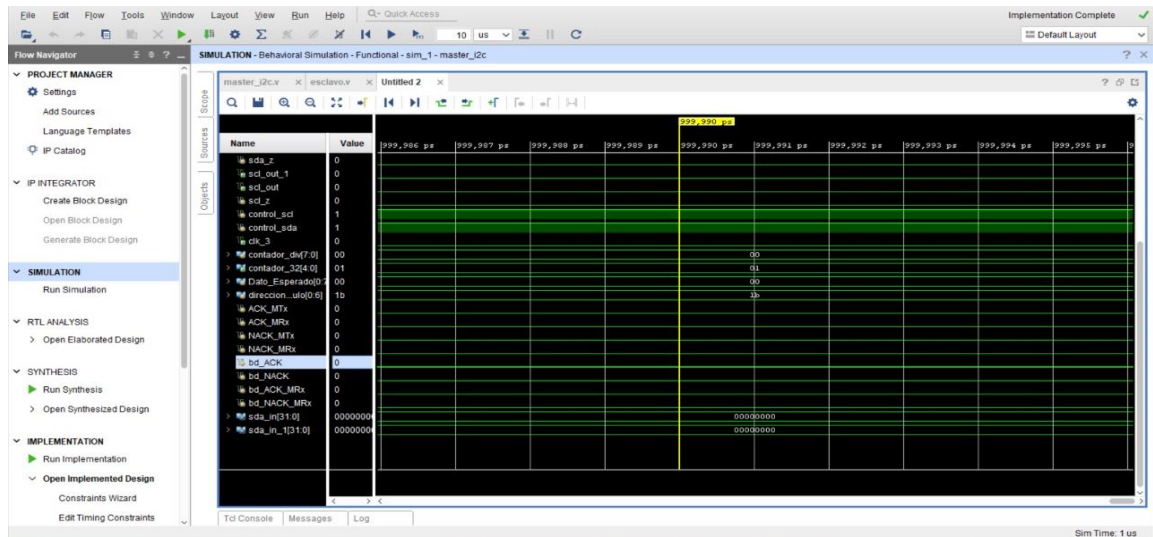 File Edit Flow Tools Window Layout View Run Help Quick Access Implementation Complete
10 us Default Layout
Flow Navigator SIMULATION - Behavioral Simulation - Functional - sim_1 - master_i2c
PROJECT MANAGER
Settings
Add Sources
Language Templates
IP Catalog
IP INTEGRATOR
Create Block Design
Open Block Design
Generate Block Design
SIMULATION
Run Simulation
RTL ANALYSIS
Open Elaborated Design
SYNTHESIS
Run Synthesis
Open Synthesized Design
IMPLEMENTATION
Run Implementation
Open Implemented Design
Constraints Wizard
Edit Timing Constraints
Scope
Sources
Objects
master_i2c.v esclavo.v Untitled 2
999,990 ps
Name Value 999,986 ps 999,987 ps 999,988 ps 999,989 ps 999,990 ps 999,991 ps 999,992 ps 999,993 ps 999,994 ps 999,995 ps
sda_z 0
scl_out_1 0
scl_out 0
scl_z 0
control_scl 1
control_sda 1
clk_3 0
contador_div[7:0] 00 00
contador_32[4:0] 01 01
Dato_Esperado[0:7 00 00
direccion...ulo[0:6] 1b 1b
ACK_MTx 0
ACK_MRx 0
NACK_MTx 0
NACK_MRx 0
bd_ACK 0
bd_NACK 0
bd_ACK_MRx 0
bd_NACK_MRx 0
sda_in[31:0] 0000000 00000000
sda_in_1[31:0] 0000000 00000000
Tcl Console Messages Log
Sim Time: 1 us